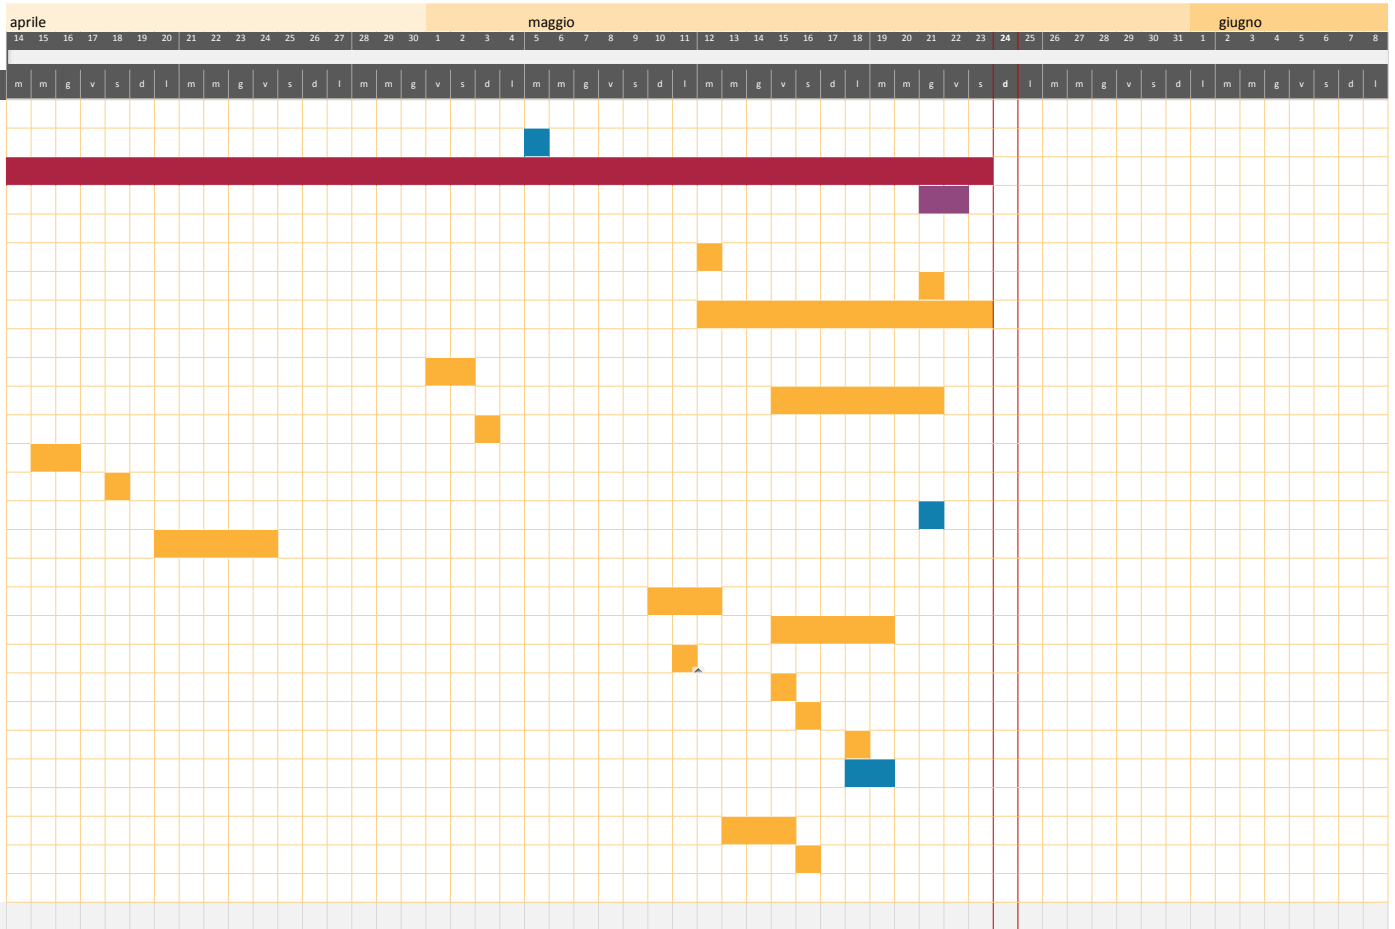 aprile maggio giugno
14 15 16 17 18 19 20 21 22 23 24 25 26 27 28 29 30 1 2 3 4 5 6 7 8 9 10 11 12 13 14 15 16 17 18 19 20 21 22 23 24 25 26 27 28 29 30 31 1 2 3 4 5 6 7 8
m m g v s d l m m g v s d l m m g v s d l m m g v s d l m m g v s d l m m g v s d l m m g v s d l m m g v s d l